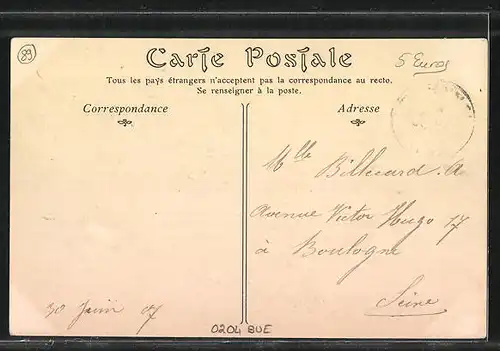 89
Carte Postale
5 Euros
Tous les pays étrangers n'acceptent pas la correspondance au recto.
Se renseigner à la poste.
Correspondance
Adresse
Mlle Billecard. A
Avenue Victor Hugo 17
à Boulogne
Seine
30 Juin 07
0204 BUE